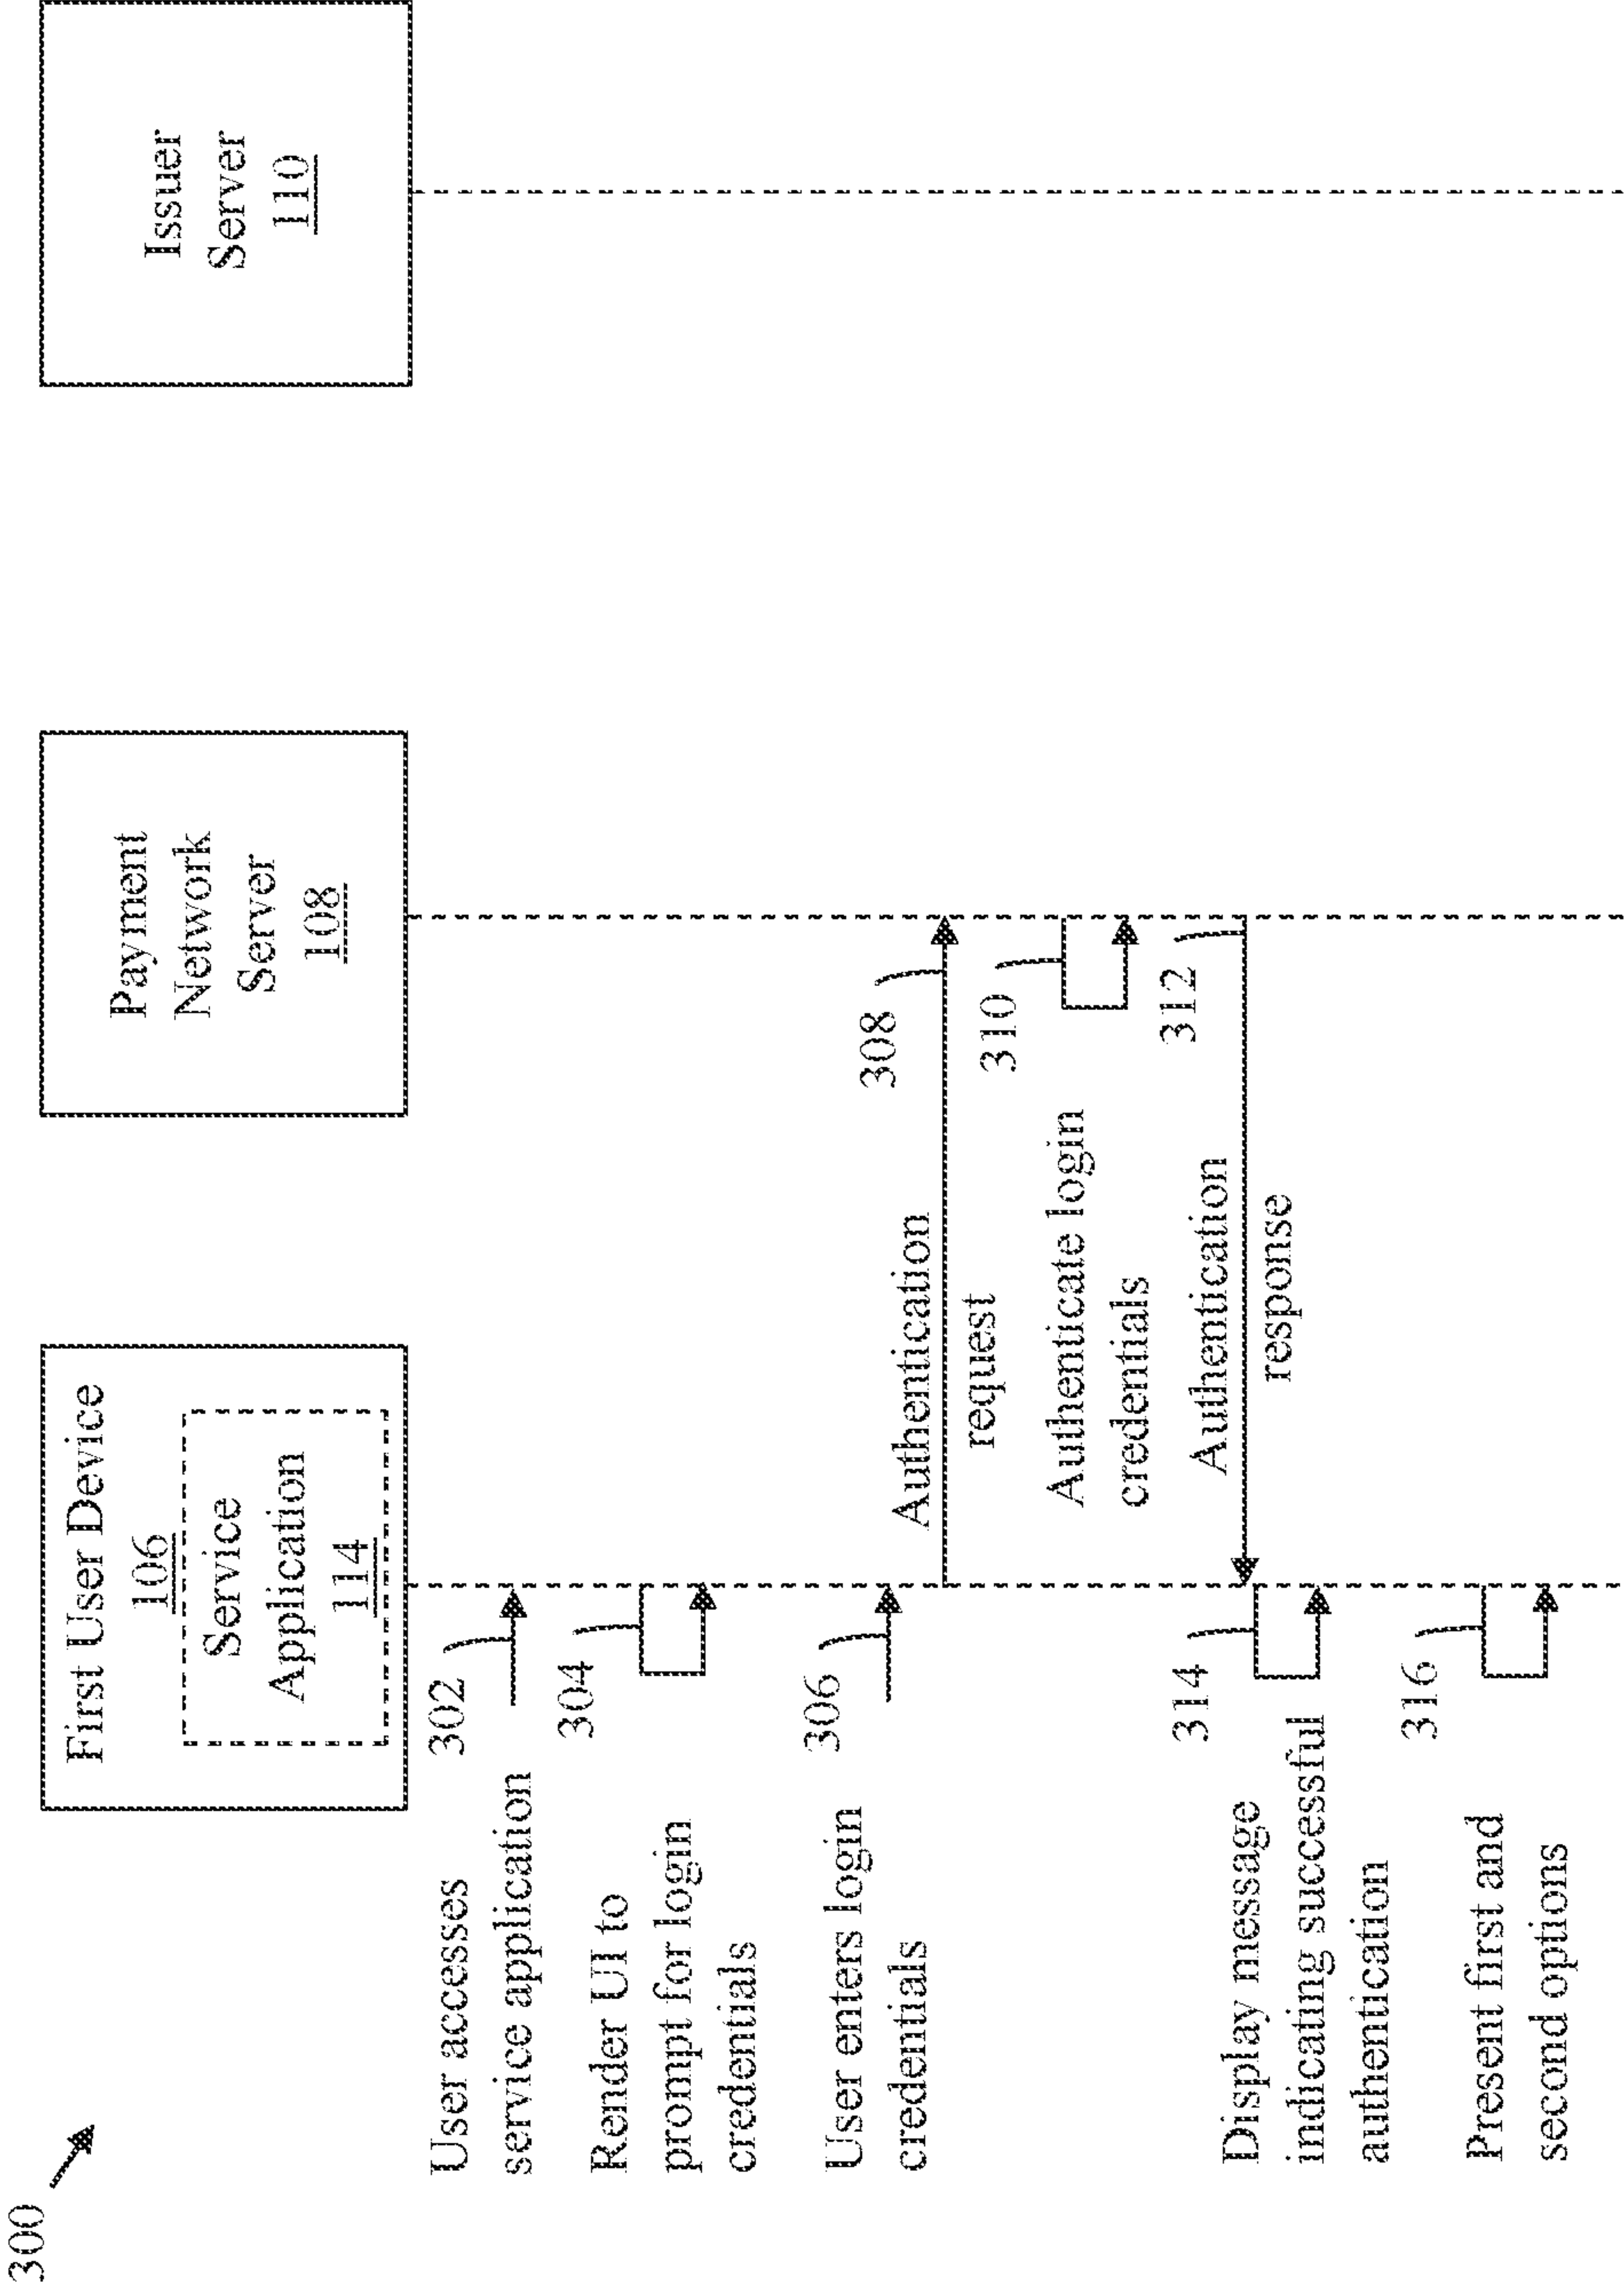 300
First User Device
106
Service
Application
114
Payment
Network
Server
108
Issuer
Server
110
User accesses
service application
302
Render UI to
prompt for login
credentials
304
User enters login
credentials
306
Authentication
request
308
Authenticate login
credentials
310
Authentication
response
312
Display message
indicating successful
authentication
314
Present first and
second options
316